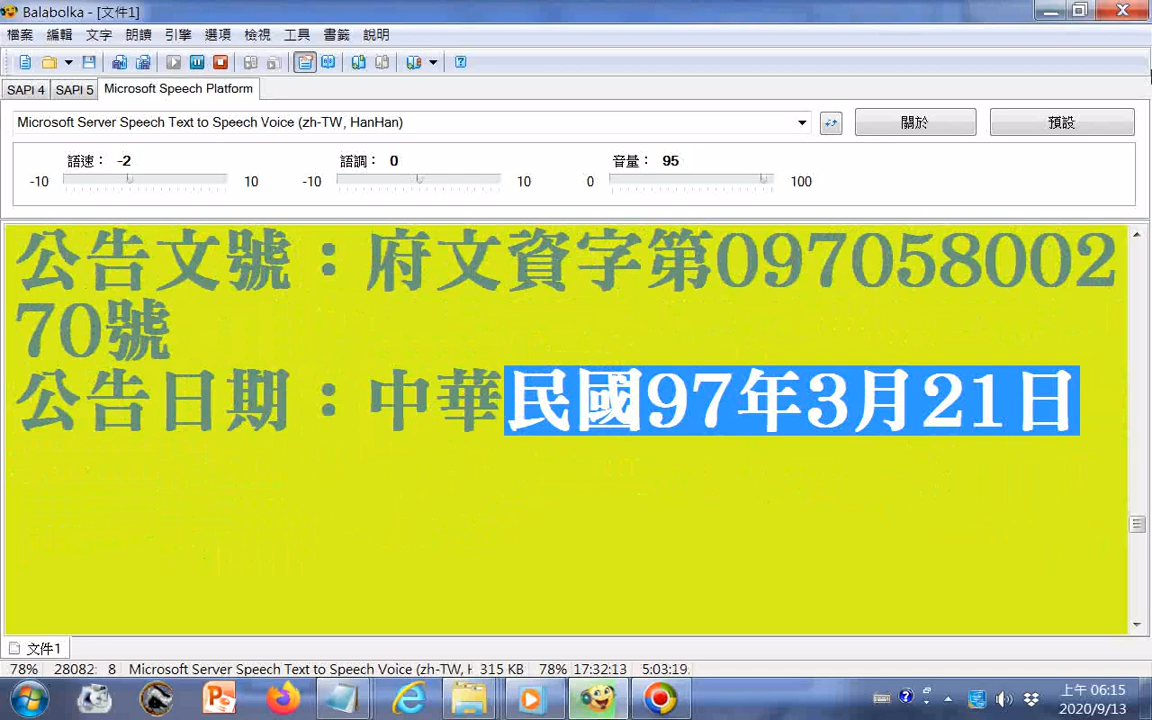 Balabolka - [文件1]
檔案 編輯 文字 朗讀 引擎 選項 檢視 工具 書籤 說明
SAPI 4 SAPI 5 Microsoft Speech Platform
Microsoft Server Speech Text to Speech Voice (zh-TW, HanHan) 關於 預設
語速： -2 語調： 0 音量： 95
-10 10 -10 10 0 100
公告文號：府文資字第097058002
70號
公告日期：中華民國97年3月21日
文件1
78% 28082: 8 Microsoft Server Speech Text to Speech Voice (zh-TW, H 315 KB 78% 17:32:13 5:03:19
上午 06:15
2020/9/13